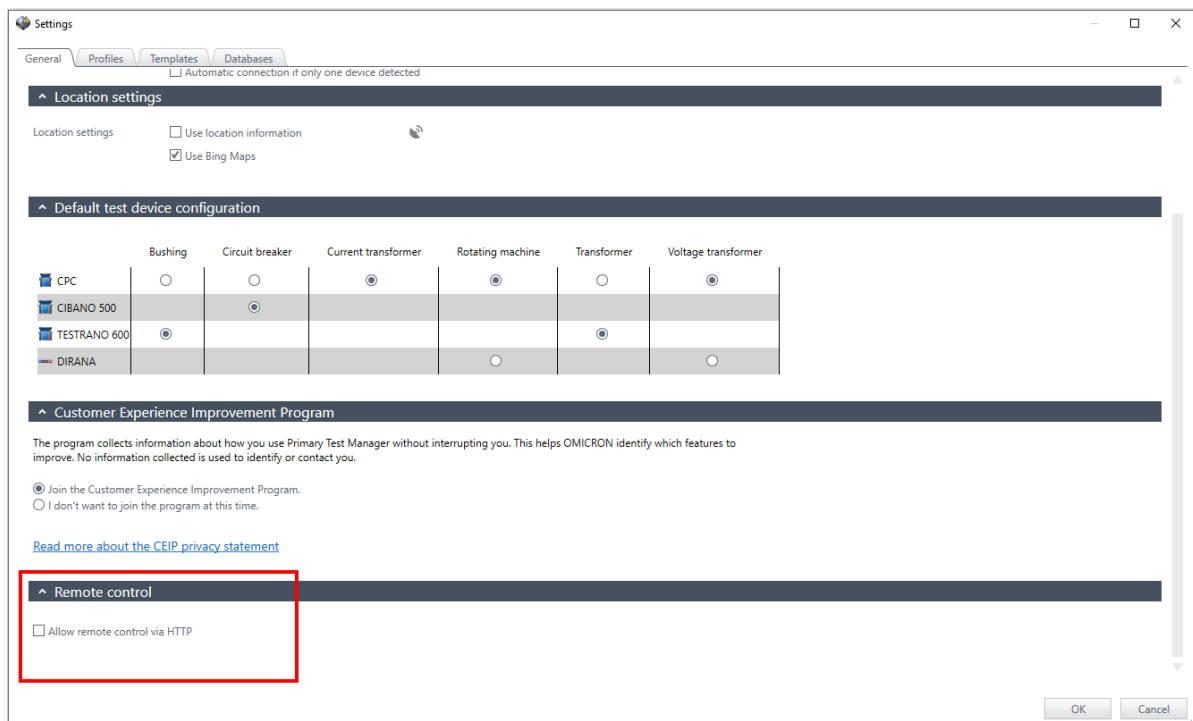 Settings
General Profiles Templates Databases
Automatic connection if only one device detected
Location settings
Location settings Use location information
Use Bing Maps
Default test device configuration
Bushing Circuit breaker Current transformer Rotating machine Transformer Voltage transformer
CPC
CIBANO 500
TESTRANO 600
DIRANA
Customer Experience Improvement Program
The program collects information about how you use Primary Test Manager without interrupting you. This helps OMICRON identify which features to
improve. No information collected is used to identify or contact you.
Join the Customer Experience Improvement Program.
I don't want to join the program at this time.
Read more about the CEIP privacy statement
Remote control
Allow remote control via HTTP
OK Cancel